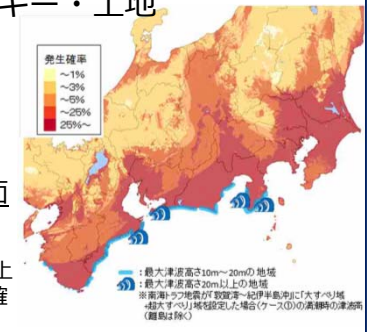 キー・土地
発生確率
～1%
～3%
～5%
～25%
25%～
面
上
確
：最大津波高さ10m～20mの地域
：最大津波高さ20m以上の地域
※南海トラフ地震が「駿河湾～紀伊半島沖」に「大すべり域
+超大すべり」域を設定した場合(ケース①)の満潮時の津波高
(離島は除く)